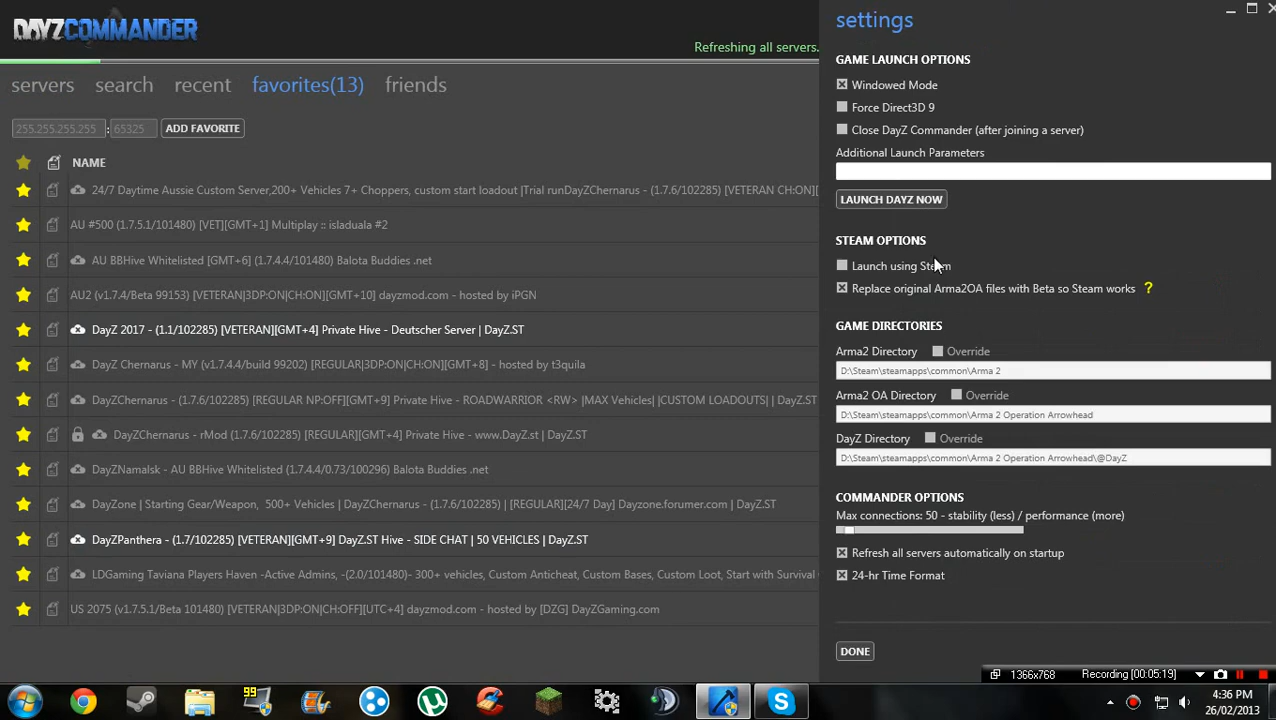 DAYZCOMMANDER
Refreshing all servers.
servers search recent favorites(13) friends
255.255.255.255 : 65325 ADD FAVORITE
NAME
24/7 Daytime Aussie Custom Server,200+ Vehicles 7+ Choppers, custom start loadout |Trial runDayZChernarus - (1.7.6/102285) [VETERAN CH:ON][
AU #500 (1.7.5.1/101480) [VET][GMT+1] Multiplay :: isladuala #2
AU BBHive Whitelisted [GMT+6] (1.7.4.4/101480) Balota Buddies .net
AU2 (v1.7.4/Beta 99153) [VETERAN|3DP:ON|CH:ON][GMT+10] dayzmod.com - hosted by iPGN
DayZ 2017 - (1.1/102285) [VETERAN][GMT+4] Private Hive - Deutscher Server | DayZ.ST
DayZ Chernarus - MY (v1.7.4.4/build 99202) [REGULAR|3DP:ON|CH:ON][GMT+8] - hosted by t3quila
DayZChernarus - (1.7.6/102285) [REGULAR NP:OFF][GMT+9] Private Hive - ROADWARRIOR <RW> |MAX Vehicles| |CUSTOM LOADOUTS| | DayZ.ST
DayZChernarus - rMod (1.7.6/102285) [REGULAR][GMT+4] Private Hive - www.DayZ.st | DayZ.ST
DayZNamalsk - AU BBHive Whitelisted (1.7.4.4/0.73/100296) Balota Buddies .net
DayZone | Starting Gear/Weapon, 500+ Vehicles | DayZChernarus - (1.7.6/102285) | [REGULAR][24/7 Day] Dayzone.forumer.com | DayZ.ST
DayZPanthera - (1.7/102285) [VETERAN][GMT+9] DayZ.ST Hive - SIDE CHAT | 50 VEHICLES | DayZ.ST
LDGaming Taviana Players Haven -Active Admins, -(2.0/101480)- 300+ vehicles, Custom Anticheat, Custom Bases, Custom Loot, Start with Survival
US 2075 (v1.7.5.1/Beta 101480) [VETERAN|3DP:ON|CH:OFF][UTC+4] dayzmod.com - hosted by [DZG] DayZGaming.com
settings
GAME LAUNCH OPTIONS
Windowed Mode
Force Direct3D 9
Close DayZ Commander (after joining a server)
Additional Launch Parameters
LAUNCH DAYZ NOW
STEAM OPTIONS
Launch using Steam
Replace original Arma2OA files with Beta so Steam works ?
GAME DIRECTORIES
Arma2 Directory Override
D:\Steam\steamapps\common\Arma 2
Arma2 OA Directory Override
D:\Steam\steamapps\common\Arma 2 Operation Arrowhead
DayZ Directory Override
D:\Steam\steamapps\common\Arma 2 Operation Arrowhead\@DayZ
COMMANDER OPTIONS
Max connections: 50 - stability (less) / performance (more)
Refresh all servers automatically on startup
24-hr Time Format
DONE
1366x768 Recording (00:05:19)
99
4:36 PM
26/02/2013